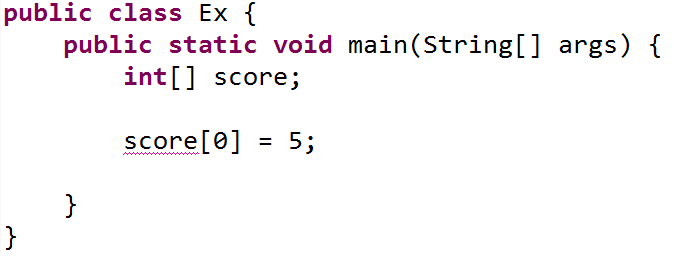 public class Ex {
    public static void main(String[] args) {
        int[] score;
        score[0] = 5;
    }
}